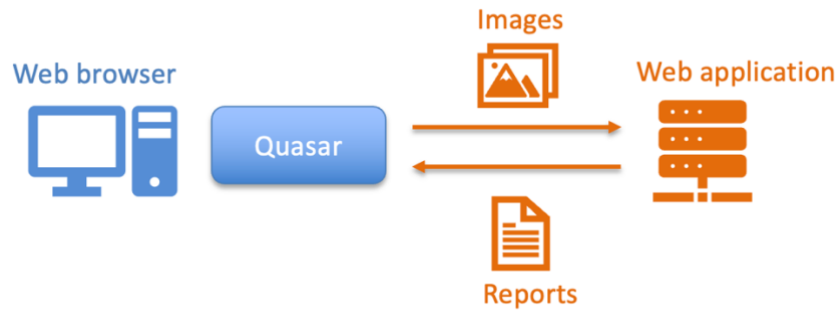 Images
Web browser
Web application
Quasar
Reports